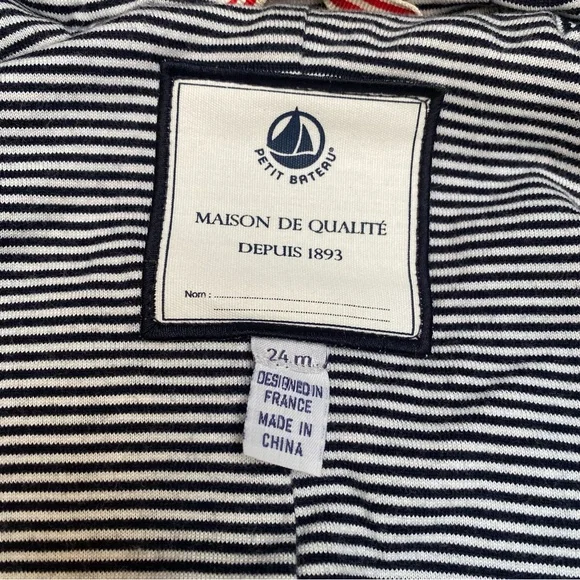 PETIT BATEAU®
MAISON DE QUALITÉ
DEPUIS 1893
Nom :
24 m
DESIGNED IN
FRANCE
MADE IN
CHINA